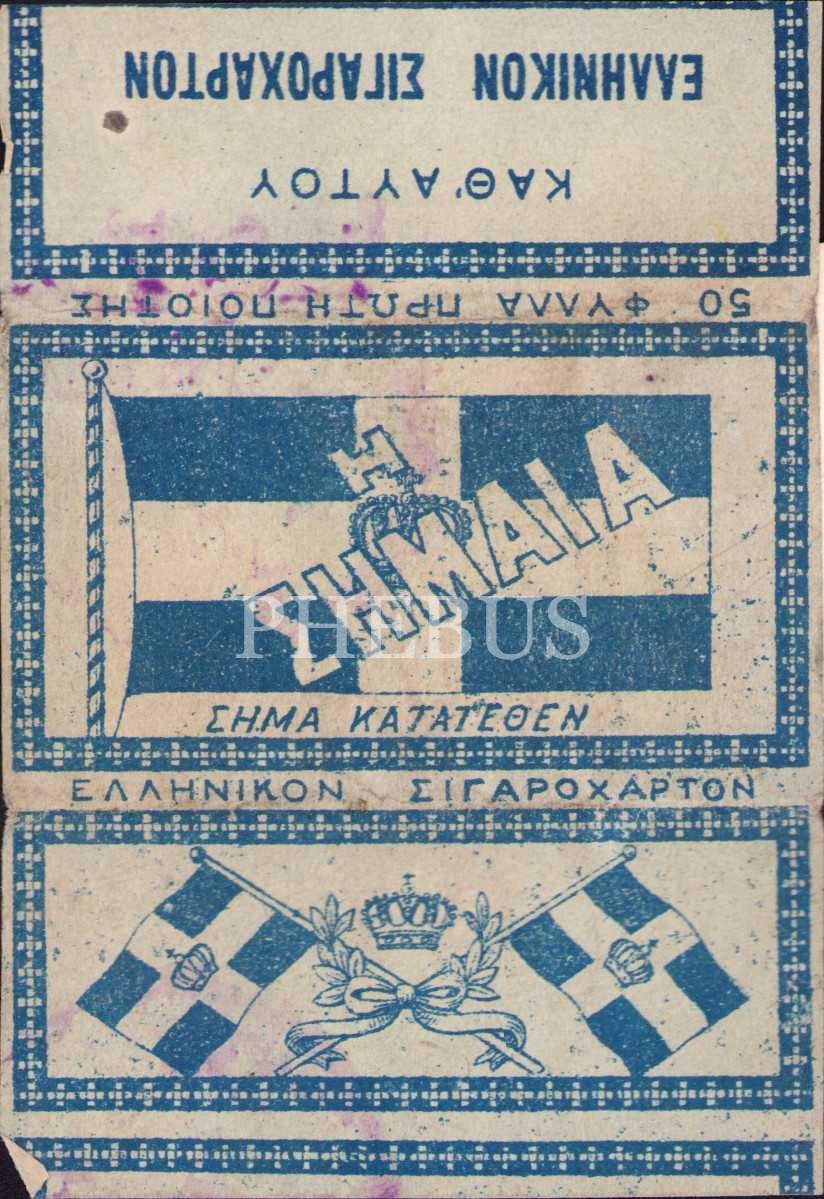 ΕΛΛΗΝΙΚΟΝ ΣΙΓΑΡΟΧΑΡΤΟΝ
ΚΑΘ' ΑΥΤΟΥ
50 ΦΥΛΛΑ ΠΡΩΤΗ ΠΟΙΟΤΗΣ
Η
ΣΗΜΑΙΑ
PHEBUS
ΣΗΜΑ ΚΑΤΑΤΕΘΕΝ
ΕΛΛΗΝΙΚΟΝ ΣΙΓΑΡΟΧΑΡΤΟΝ